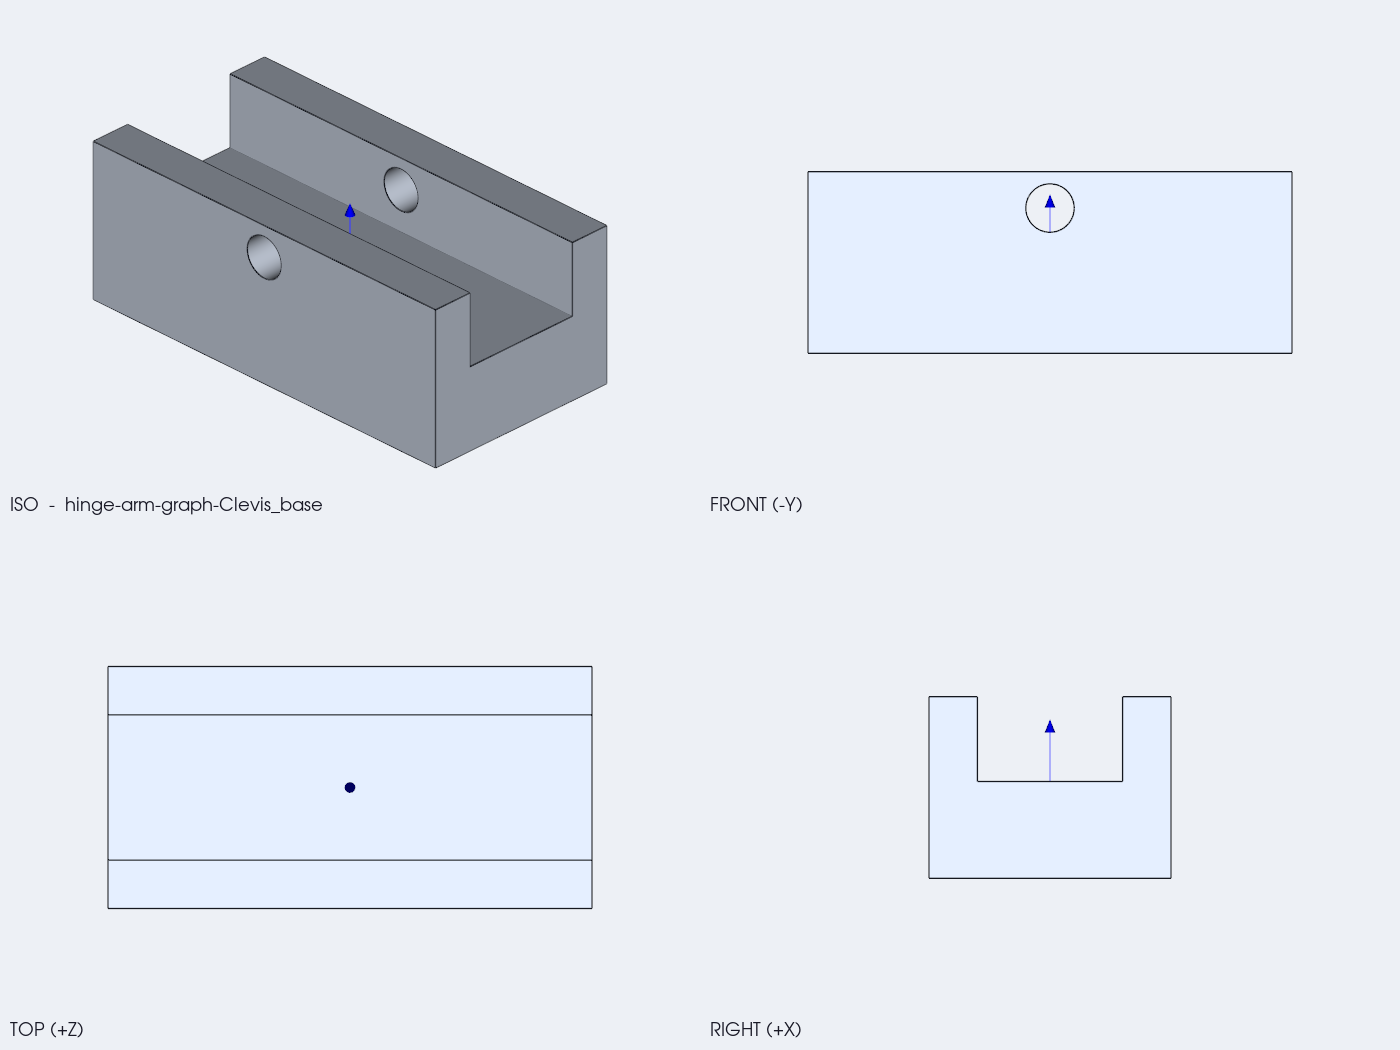 ISO - hinge-arm-graph-Clevis_base
FRONT (-Y)
TOP (+Z)
RIGHT (+X)